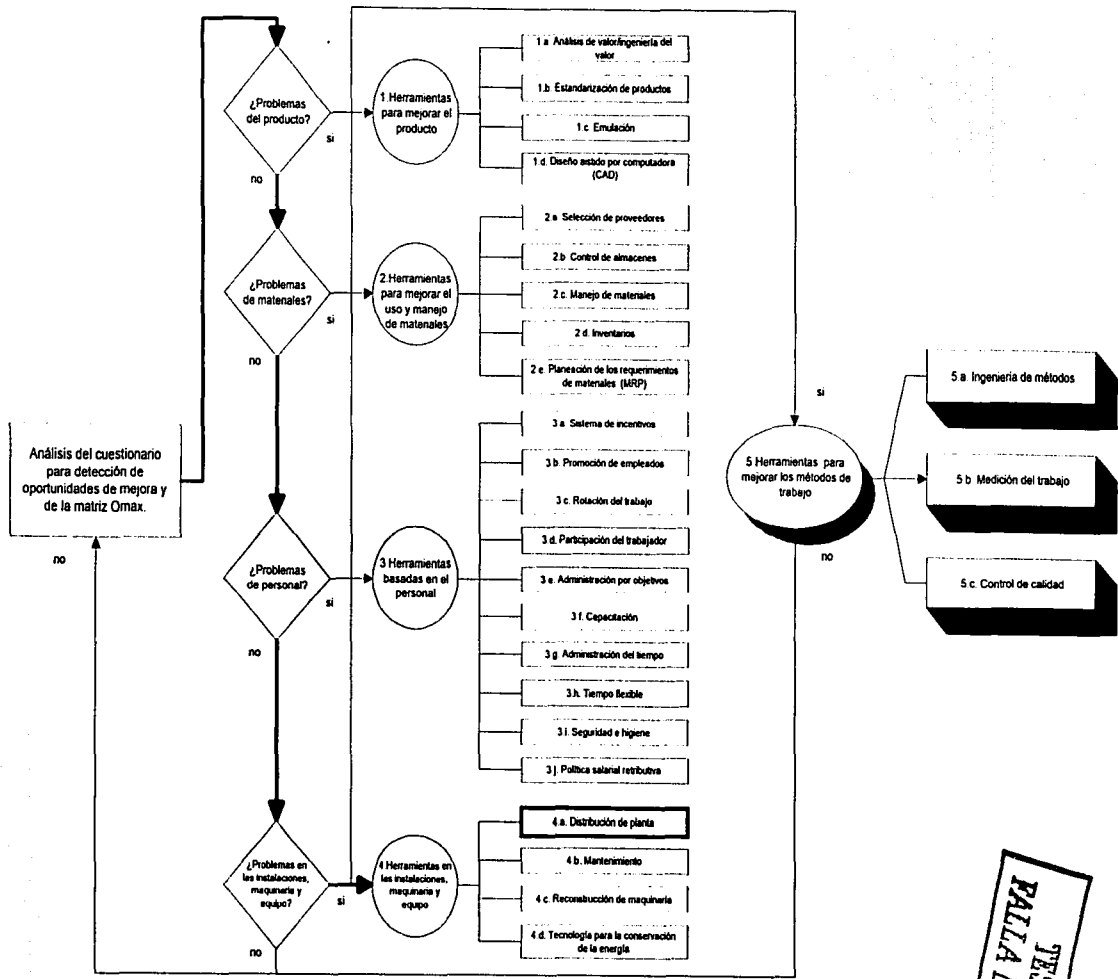 Análisis del cuestionario
para detección de
oportunidades de mejora y
de la matriz Omax.
no
¿Problemas
del producto?
si
no
1.Herramientas
para mejorar el
producto
1 a Análisis de valor/ingeniería del
valor
1.b Estandarización de productos
1.c Emulación
1.d. Diseño asistido por computadora
(CAD)
¿Problemas
de materiales?
si
no
2.Herramientas
para mejorar el
uso y manejo
de materiales
2 a Selección de proveedores
2.b Control de almacenes
2.c. Manejo de materiales
2 d. Inventarios
2 e. Planeación de los requerimientos
de materiales (MRP)
¿Problemas
de personal?
si
no
3 Herramientas
basadas en el
personal
3 a Sistema de incentivos
3 b. Promoción de empleados
3 c. Rotación del trabajo
3 d. Participación del trabajador
3 e. Administración por objetivos
3 f. Capacitación
3 g Administración del tiempo
3.h. Tiempo flexible
3.i. Seguridad e higiene
3 j. Política salarial retributiva
¿Problemas en
las instalaciones,
maquinaria y
equipo?
si
no
4 Herramientas en
las instalaciones,
maquinaria y
equipo
4.a. Distribución de planta
4 b. Mantenimiento
4 c. Reconstrucción de maquinaria
4 d. Tecnología para la conservación
de la energía
si
5 Herramientas para
mejorar los métodos de
trabajo
no
5 a. Ingeniería de métodos
5 b Medición del trabajo
5 c. Control de calidad
FALLA